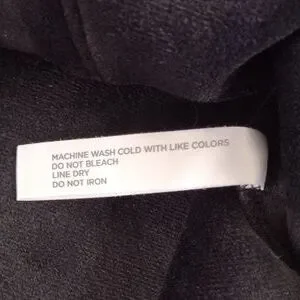 MACHINE WASH COLD WITH LIKE COLORS
DO NOT BLEACH
LINE DRY
DO NOT IRON